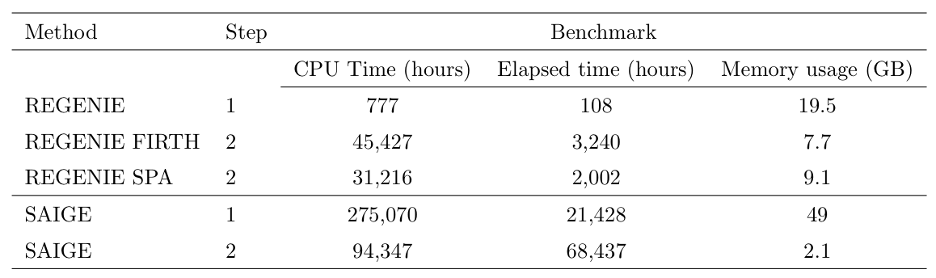 Method Step Benchmark
CPU Time (hours) Elapsed time (hours) Memory usage (GB)
REGENIE 1 777 108 19.5
REGENIE FIRTH 2 45,427 3,240 7.7
REGENIE SPA 2 31,216 2,002 9.1
SAIGE 1 275,070 21,428 49
SAIGE 2 94,347 68,437 2.1